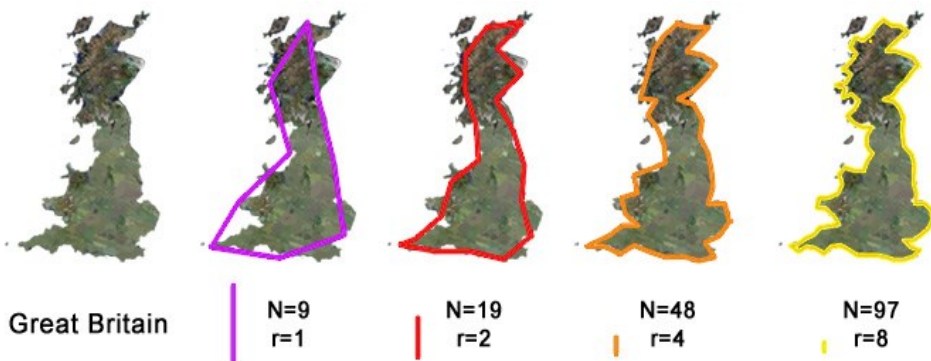 Great Britain
N=9
r=1
N=19
r=2
N=48
r=4
N=97
r=8